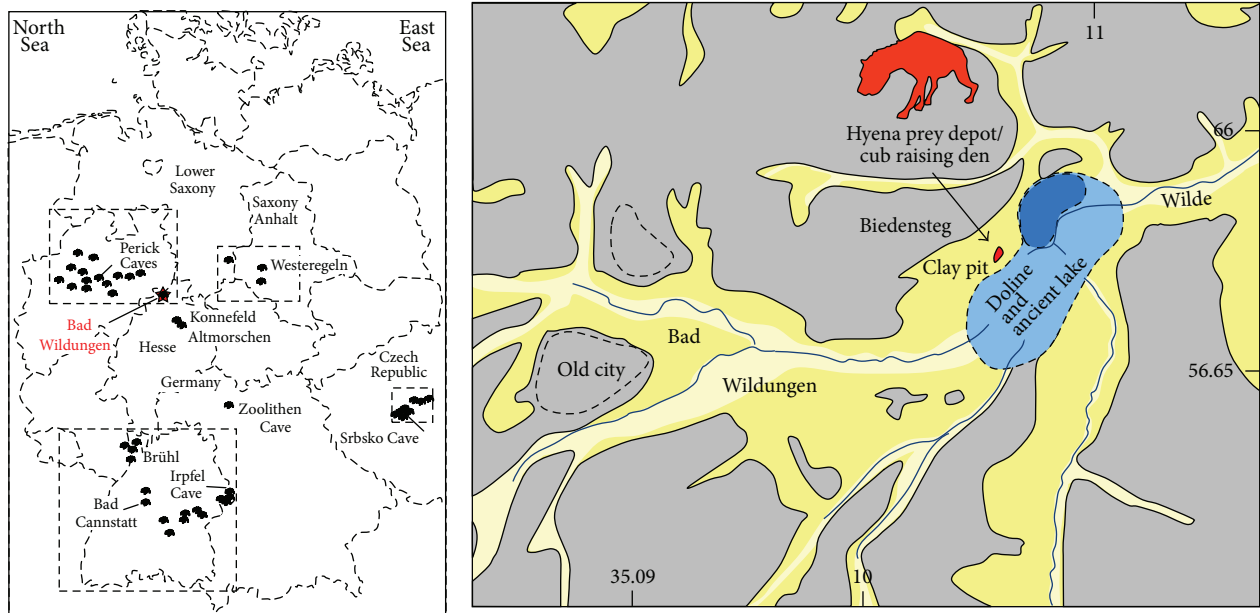 North
Sea
East
Sea
Lower
Saxony
Saxony
Anhalt
Perick
Caves
Westeregeln
Bad
Wildungen
Konnefeld
Altmorschen
Hesse
Czech
Republic
Germany
Zoolithen
Cave
Srbsko Cave
Brühl
Irpfel
Cave
Bad
Cannstatt
11
Hyena prey depot/
cub raising den
66
Wilde
Biedensteg
Clay pit
Doline
and
ancient lake
Bad
Old city
Wildungen
56.65
35.09
10